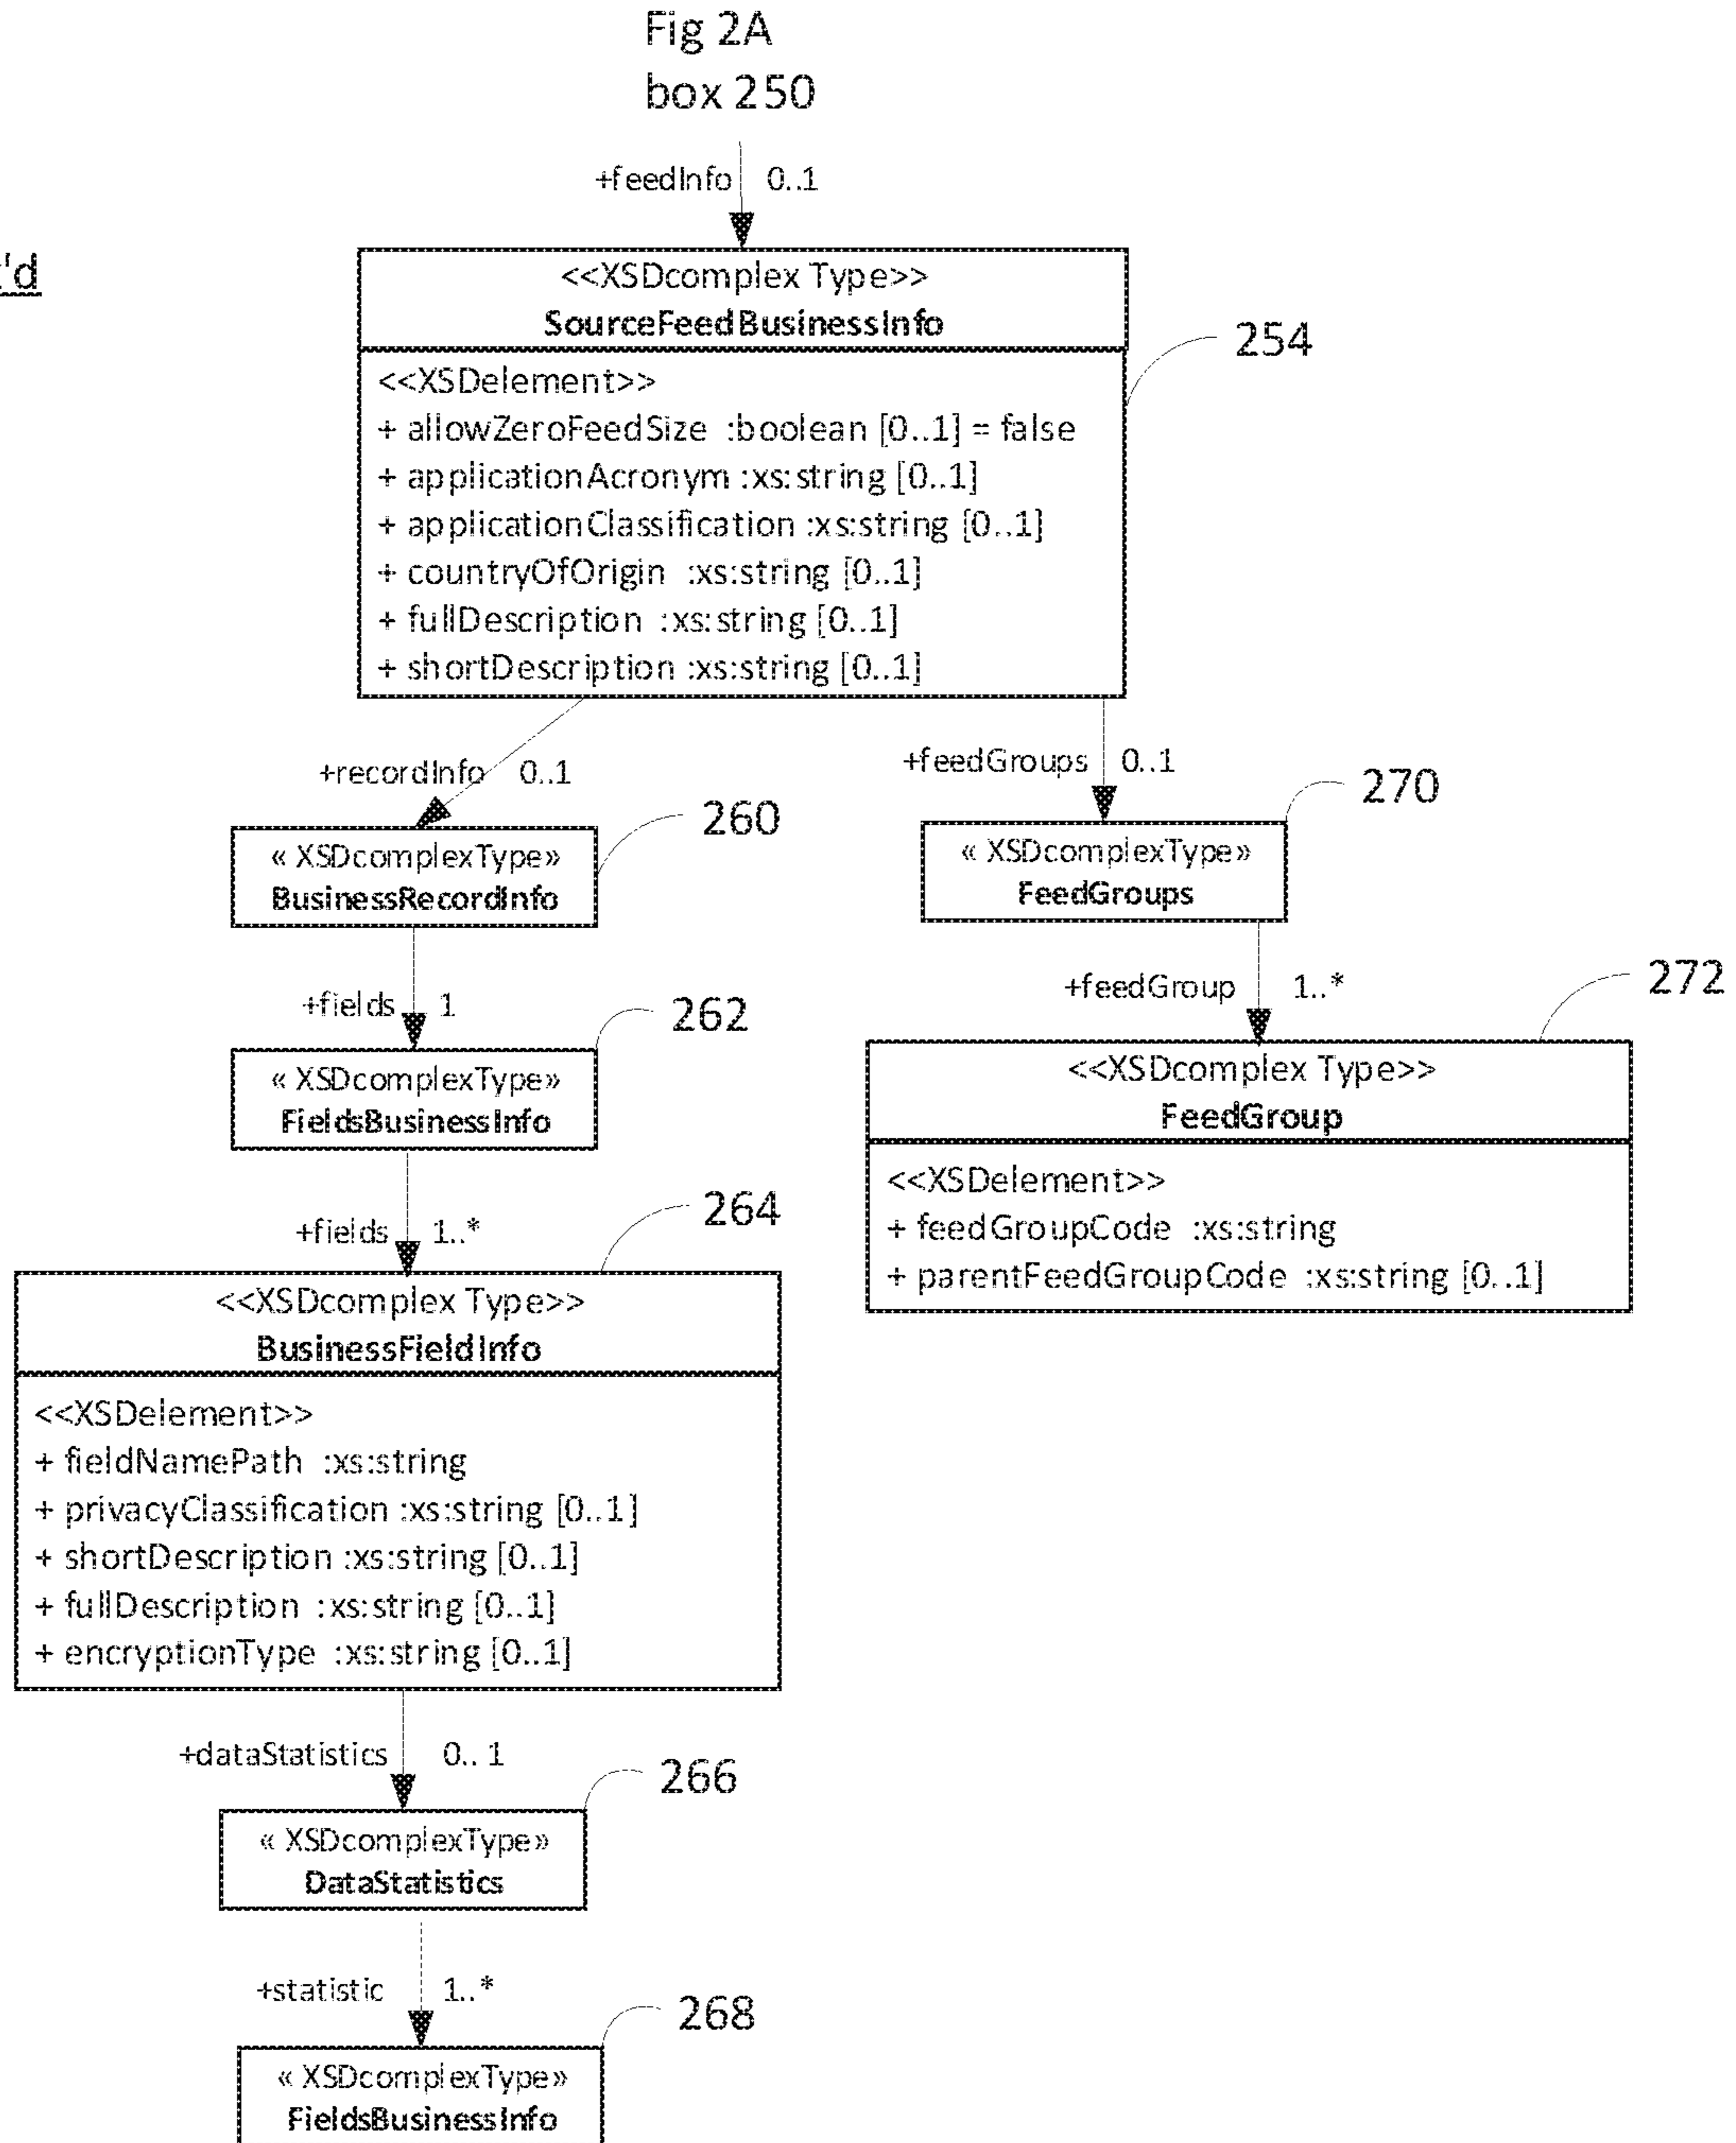 Fig 2A
box 250
+feedInfo 0..1
'd
<<XSDcomplex Type>>
SourceFeedBusinessInfo
254
<<XSDelement>>
+ allowZeroFeedSize :boolean [0..1] = false
+ applicationAcronym :xs:string [0..1]
+ applicationClassification :xs:string [0..1]
+ countryOfOrigin :xs:string [0..1]
+ fullDescription :xs:string [0..1]
+ shortDescription :xs:string [0..1]
+recordInfo 0..1
260
« XSDcomplexType»
BusinessRecordInfo
+fields 1
262
« XSDcomplexType»
FieldsBusinessInfo
+fields 1..*
264
<<XSDcomplex Type>>
BusinessFieldInfo
<<XSDelement>>
+ fieldNamePath :xs:string
+ privacyClassification :xs:string [0..1]
+ shortDescription :xs:string [0..1]
+ fullDescription :xs:string [0..1]
+ encryptionType :xs:string [0..1]
+dataStatistics 0.. 1
266
« XSDcomplexType»
DataStatistics
+statistic 1..*
268
« XSDcomplexType»
FieldsBusinessInfo
+feedGroups 0..1
270
« XSDcomplexType»
FeedGroups
+feedGroup 1..*
272
<<XSDcomplex Type>>
FeedGroup
<<XSDelement>>
+ feedGroupCode :xs:string
+ parentFeedGroupCode :xs:string [0..1]